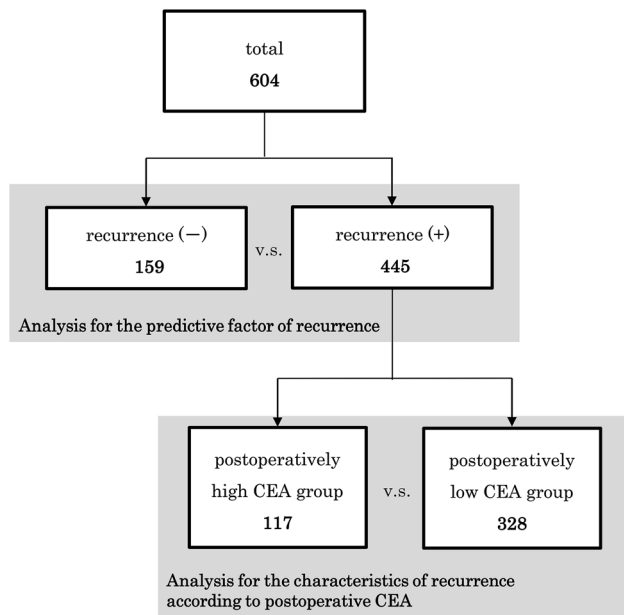 total
604
recurrence (−)
159
v.s.
recurrence (+)
445
Analysis for the predictive factor of recurrence
postoperatively
high CEA group
117
v.s.
postoperatively
low CEA group
328
Analysis for the characteristics of recurrence
according to postoperative CEA